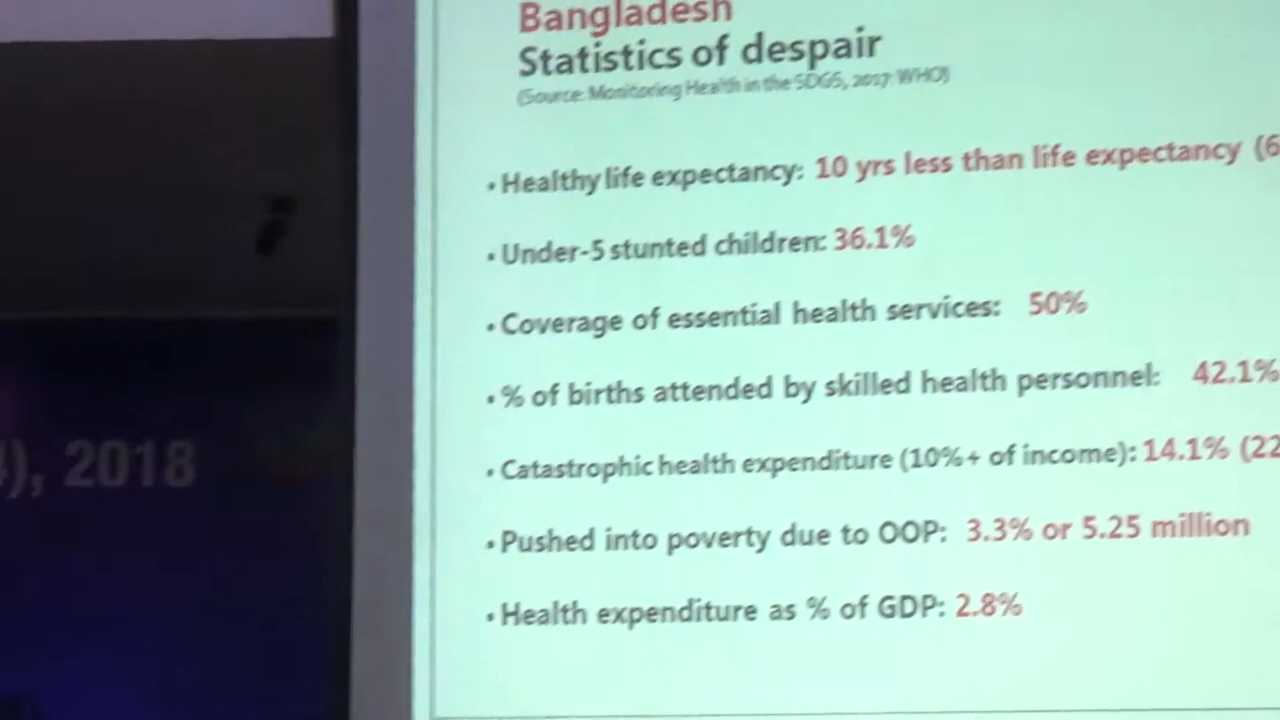 Bangladesh
Statistics of despair
(Source: Monitoring Health in the SDGS, 2017: WHO)
• Healthy life expectancy: 10 yrs less than life expectancy (6
• Under-5 stunted children: 36.1%
• Coverage of essential health services: 50%
• % of births attended by skilled health personnel: 42.1%
• Catastrophic health expenditure (10%+ of income): 14.1% (22
• Pushed into poverty due to OOP: 3.3% or 5.25 million
• Health expenditure as % of GDP: 2.8%
), 2018